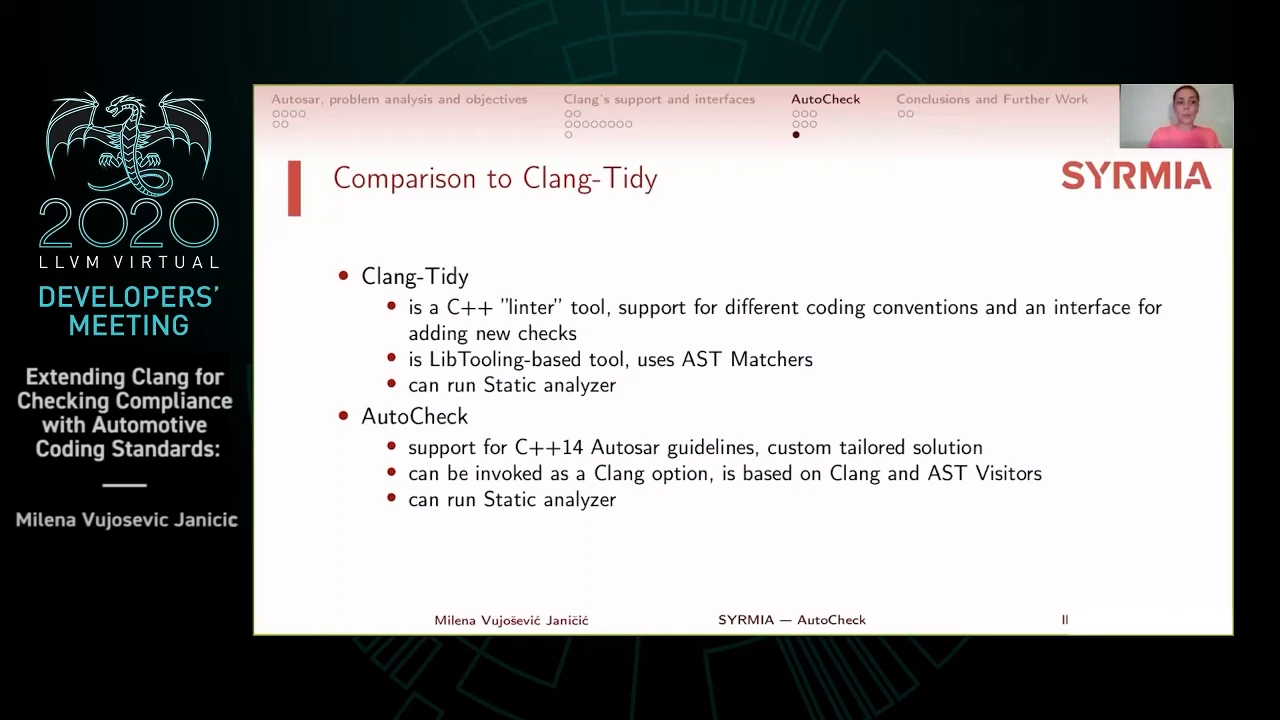 2020
LLVM VIRTUAL
DEVELOPERS'
MEETING
Extending Clang for
Checking Compliance
with Automotive
Coding Standards:
Milena Vujosevic Janicic
Autosar, problem analysis and objectives
Clang's support and interfaces
AutoCheck
Conclusions and Further Work
Comparison to Clang-Tidy
SYRMIA
Clang-Tidy
is a C++ "linter" tool, support for different coding conventions and an interface for
adding new checks
is LibTooling-based tool, uses AST Matchers
can run Static analyzer
AutoCheck
support for C++14 Autosar guidelines, custom tailored solution
can be invoked as a Clang option, is based on Clang and AST Visitors
can run Static analyzer
Milena Vujošević Janičić
SYRMIA — AutoCheck